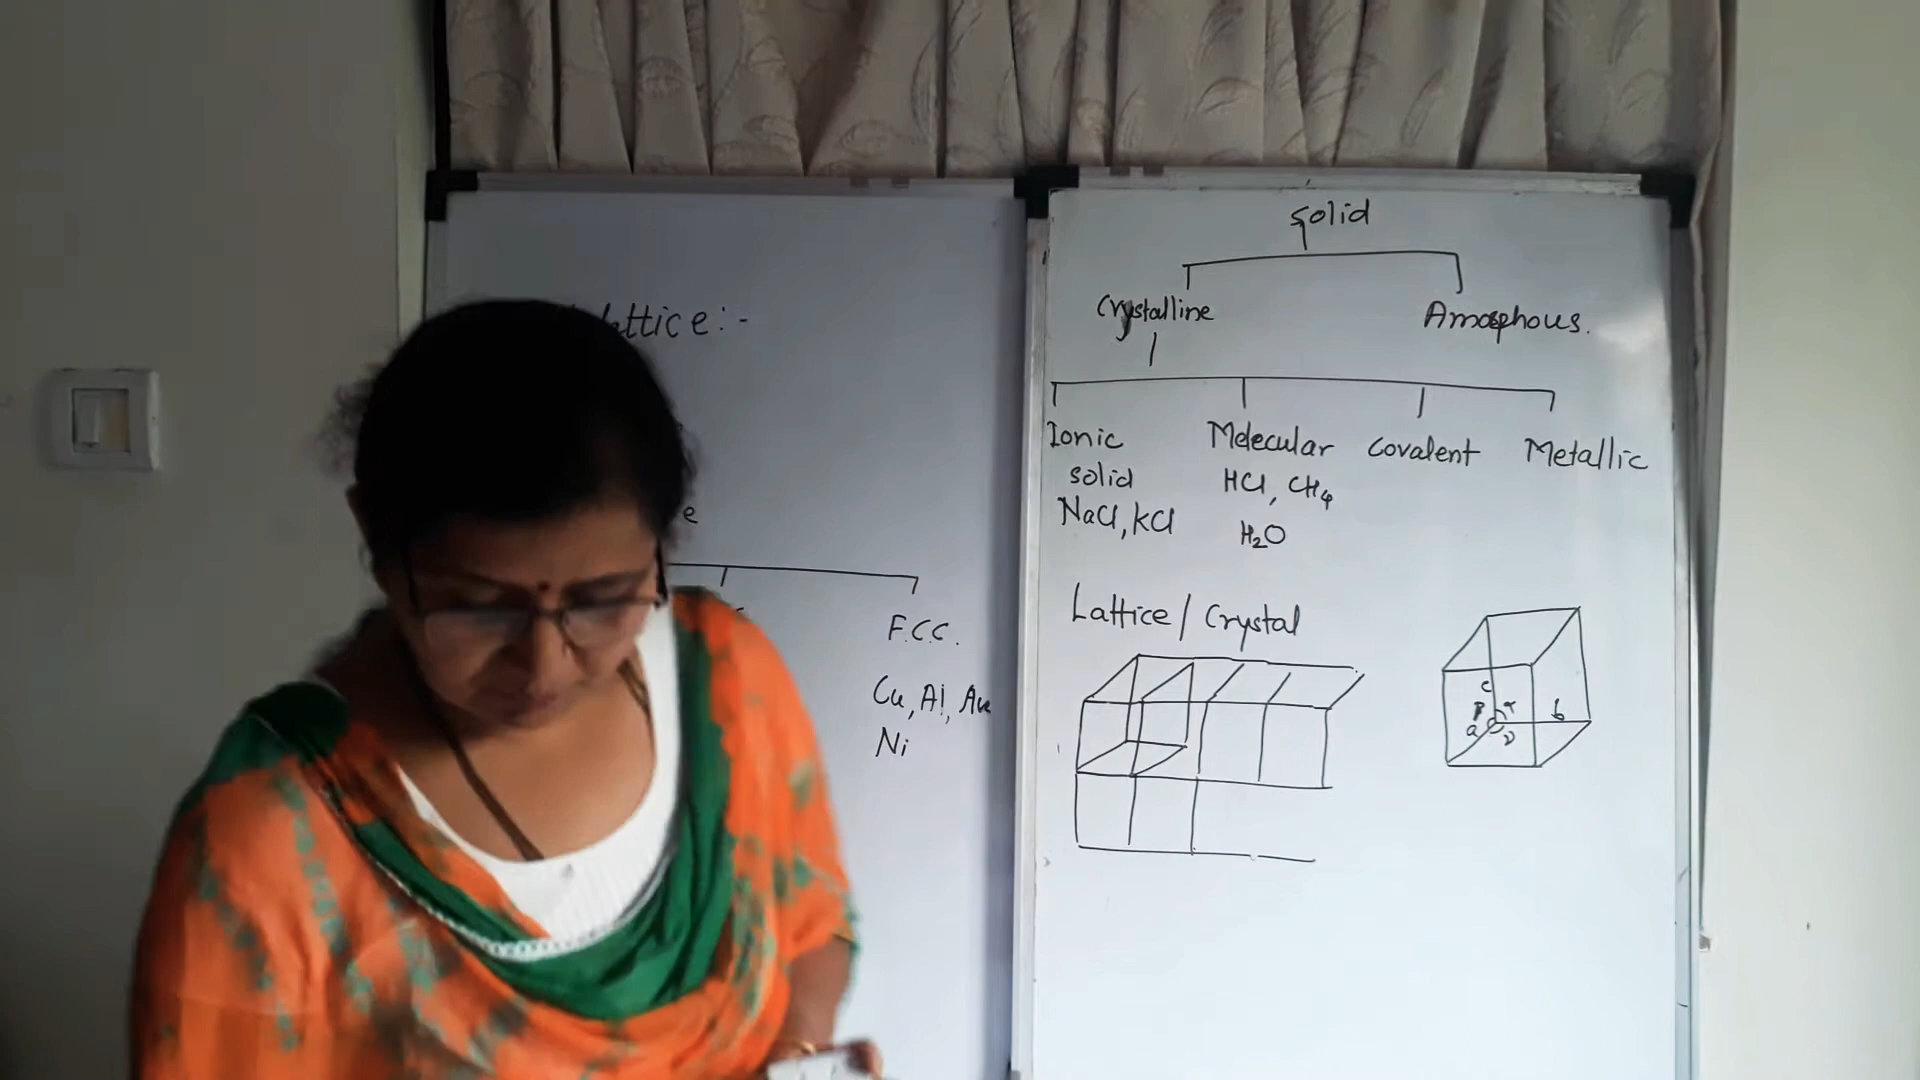 lattice:-
e
F.C.C.
Cu, Al, Au
Ni
solid
Crystalline
Amorphous.
Ionic Molecular Covalent Metallic
solid HCl, CH4
NaCl, KCl H2O
Lattice / Crystal
c
β α b
a γ